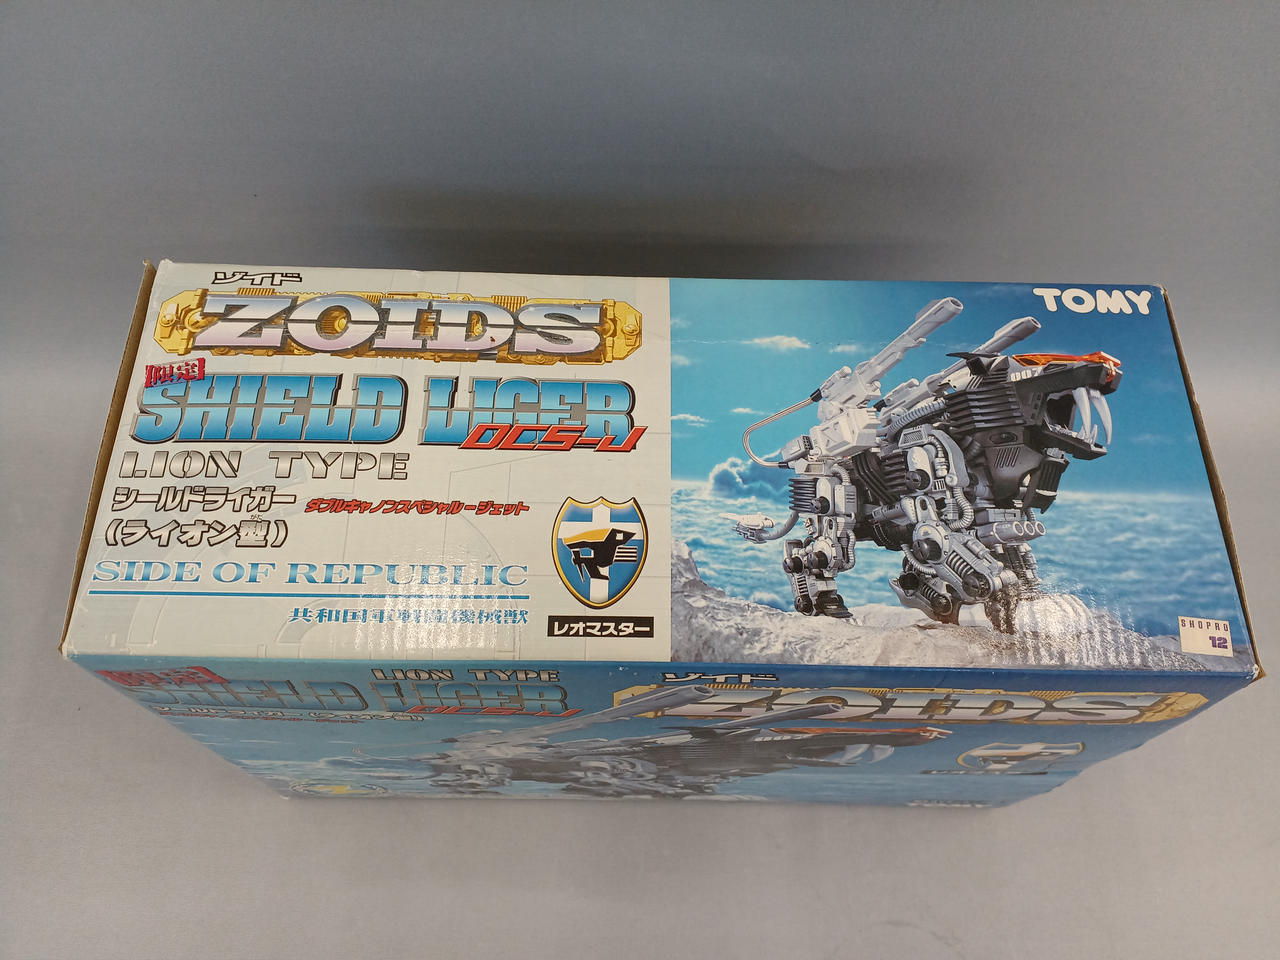 ゾイド
ZOIDS
限定
SHIELD LIGER
DCS-J
LION TYPE
シールドライガー
ダブルキャノンスペシャルージェット
(ライオン型)
SIDE OF REPUBLIC
レオマスター
TOMY
007
SHOPRO
12
限定
SHIELD LIGER
DCS-J
LION TYPE
ゾイド
ZOIDS
007